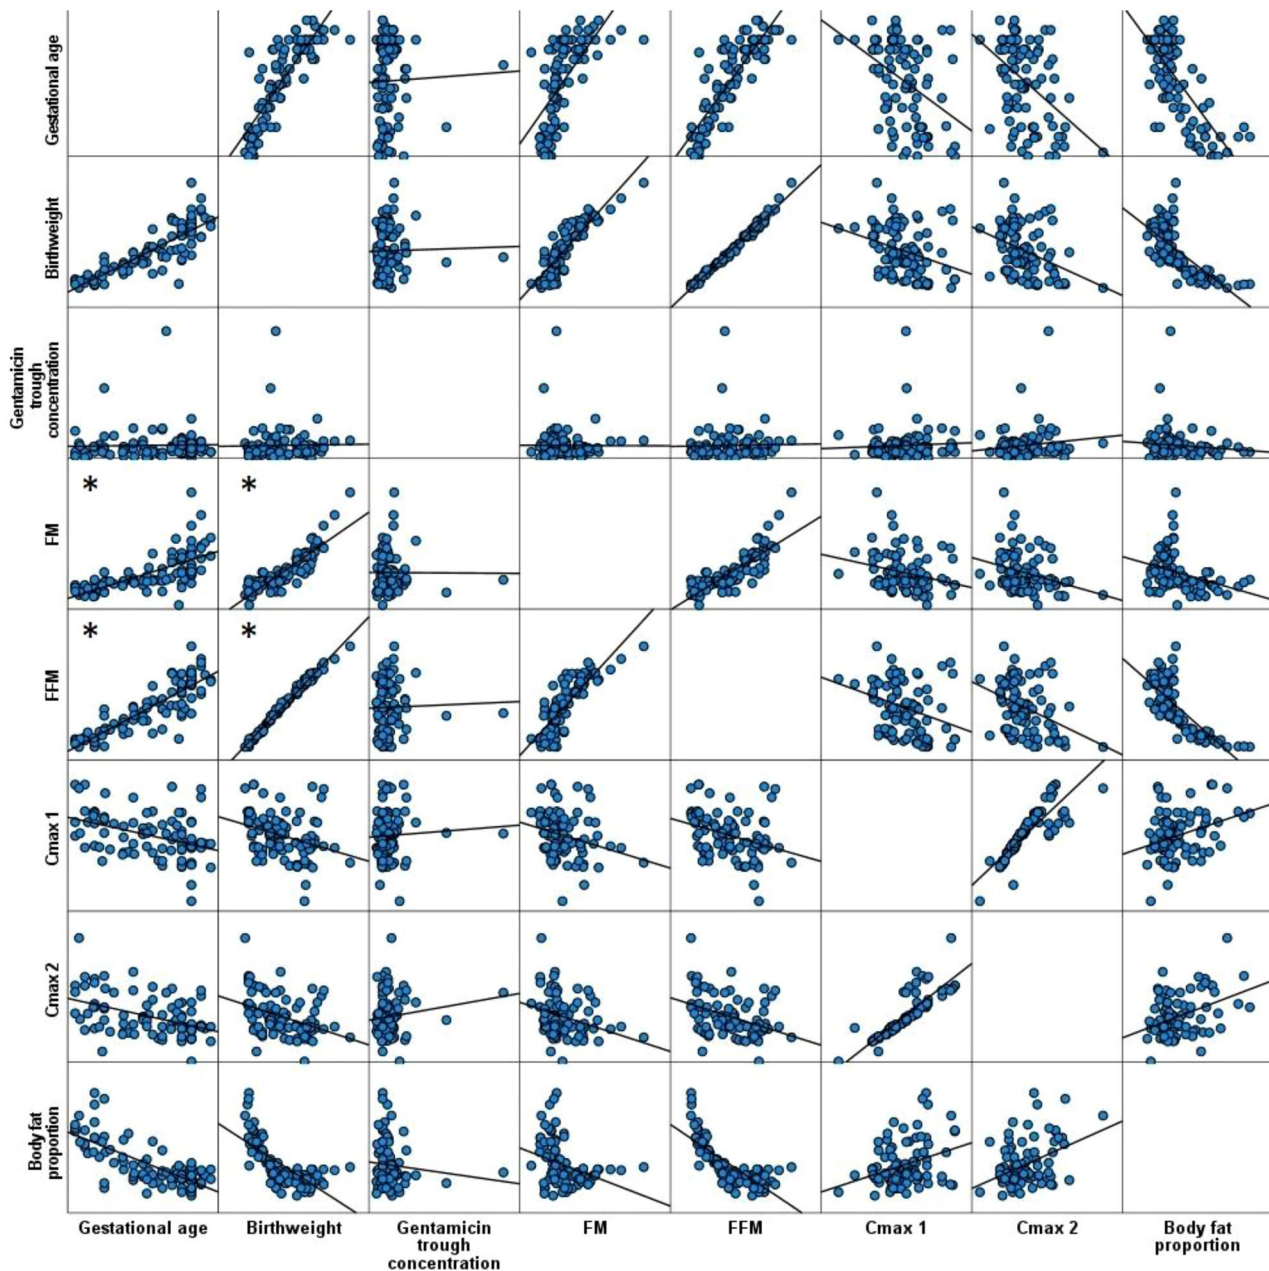 Gestational age
Birthweight
Gentamicin
trough
concentration
*
*
FM
*
*
FFM
Cmax 1
Cmax 2
Body fat
proportion
Gestational age
Birthweight
Gentamicin
trough
concentration
FM
FFM
Cmax 1
Cmax 2
Body fat
proportion